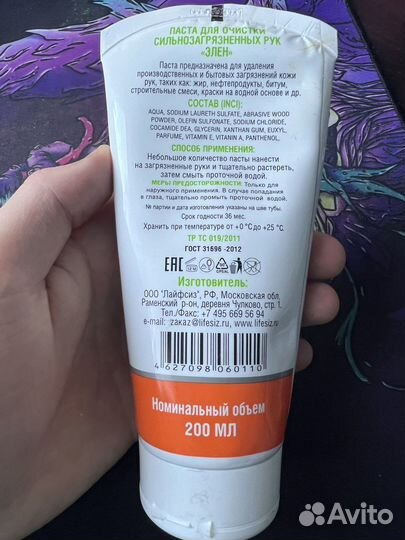 ПАСТА ДЛЯ ОЧИСТКИ
СИЛЬНОЗАГРЯЗНЕННЫХ РУК
«ЭЛЕН»
Паста предназначена для удаления
производственных и бытовых загрязнений кожи
рук, таких как: жир, нефтепродукты, битум,
строительные смеси, краски на водной основе и др.
СОСТАВ (INCI):
AQUA, SODIUM LAURETH SULFATE, ABRASIVE WOOD
POWDER, OLEFIN SULFONATE, SODIUM CHLORIDE,
COCAMIDE DEA, GLYCERIN, XANTHAN GUM, EUXYL,
PARFUME, VITAMIN E, VITAMIN A, PANTHENOL.
СПОСОБ ПРИМЕНЕНИЯ:
Небольшое количество пасты нанести
на загрязненные руки и тщательно растереть,
затем смыть проточной водой.
МЕРЫ ПРЕДОСТОРОЖНОСТИ: Только для
наружного применения. В случае попадания
в глаза, тщательно промыть проточной водой.
№ партии и дата изготовления указаны на шве тубы.
Срок годности 36 мес.
Хранить при температуре от +0 °С до +25 °С.
ТР ТС 019/2011
ГОСТ 31696 -2012
EAC
Изготовитель:
ООО "Лайфсиз", РФ, Московская обл,
Раменский р-он, деревня Чулково, стр. 1,
Тел./Факс: +7 495 669 56 94
e-mail: zakaz@lifesiz.ru www.lifesiz.ru
4627098060110
Номинальный объем
200 МЛ
Avito